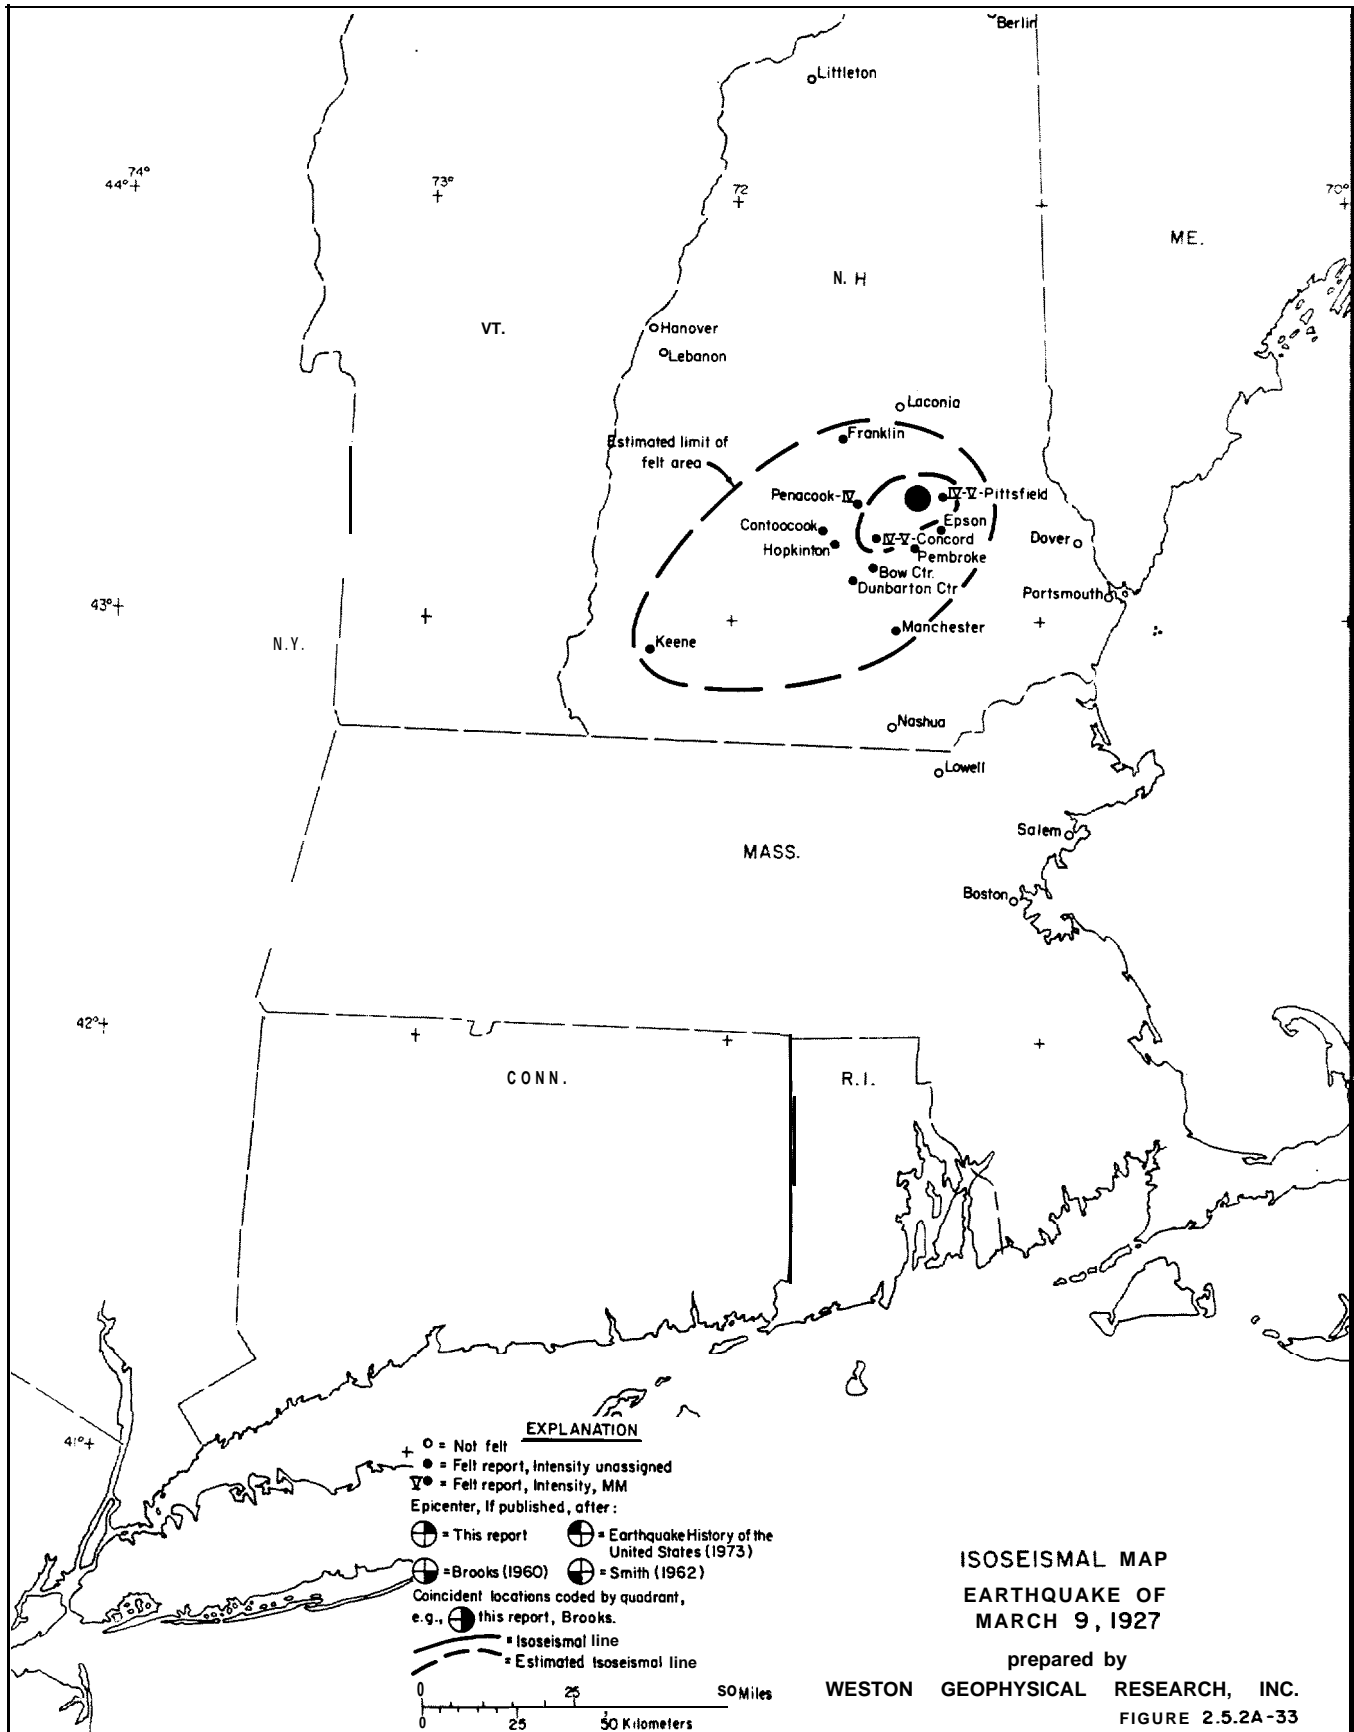 Berlin
Littleton
74°
44°
73°
72
70°
ME.
N. H
VT.
Hanover
Lebanon
Laconia
Franklin
Estimated limit of
felt area
Penacook-IV
IV-V-Pittsfield
Contoocook
Epson
Hopkinton
IV-V-Concord
Dover
Pembroke
Bow Ctr.
Dunbarton Ctr
Portsmouth
43°
Manchester
N.Y.
Keene
Nashua
Lowell
Salem
MASS.
Boston
42°
CONN.
R.I.
41°
EXPLANATION
= Not felt
= Felt report, Intensity unassigned
V = Felt report, Intensity, MM
Epicenter, If published, after:
= This report
= Earthquake History of the
United States (1973)
= Brooks (1960)
= Smith (1962)
Coincident locations coded by quadrant,
e.g., this report, Brooks.
= Isoseismal line
= Estimated Isoseismal line
0 25 50 Miles
0 25 50 Kilometers
ISOSEISMAL MAP
EARTHQUAKE OF
MARCH 9, 1927
prepared by
WESTON GEOPHYSICAL RESEARCH, INC.
FIGURE 2.5.2A-33